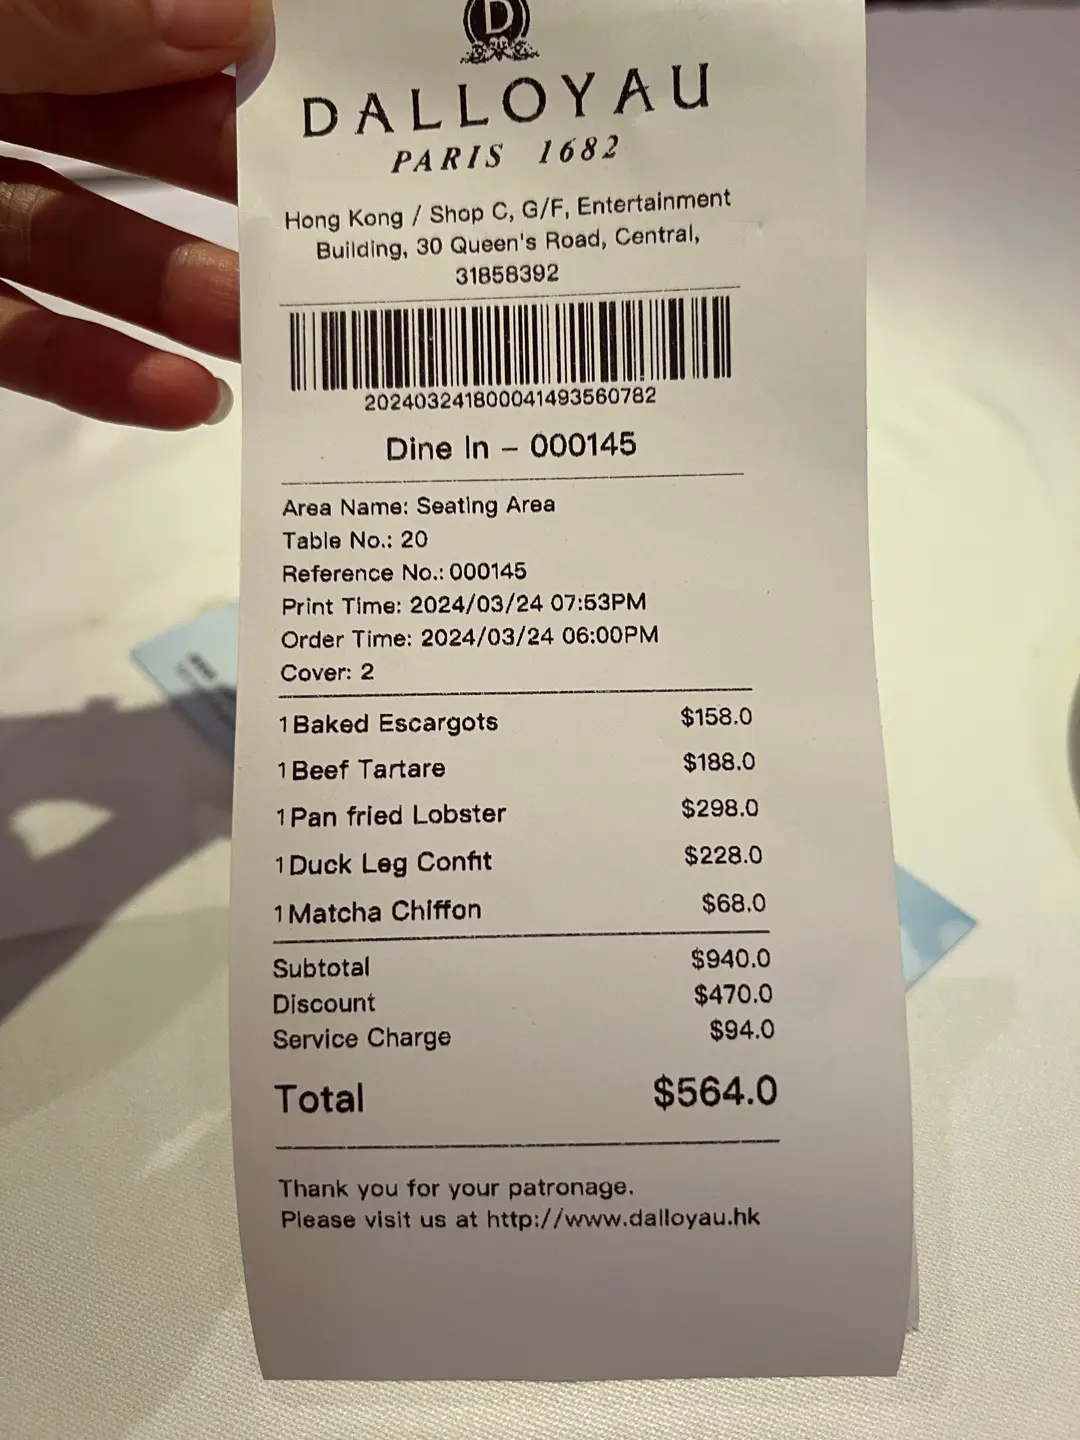 D
DALLOYAU
PARIS 1682
Hong Kong / Shop C, G/F, Entertainment
Building, 30 Queen's Road, Central,
31858392
2024032418000041493560782
Dine In – 000145
Area Name: Seating Area
Table No.: 20
Reference No.: 000145
Print Time: 2024/03/24 07:53PM
Order Time: 2024/03/24 06:00PM
Cover: 2
1 Baked Escargots $158.0
1 Beef Tartare $188.0
1 Pan fried Lobster $298.0
1 Duck Leg Confit $228.0
1 Matcha Chiffon $68.0
Subtotal $940.0
Discount $470.0
Service Charge $94.0
Total $564.0
Thank you for your patronage.
Please visit us at http://www.dalloyau.hk